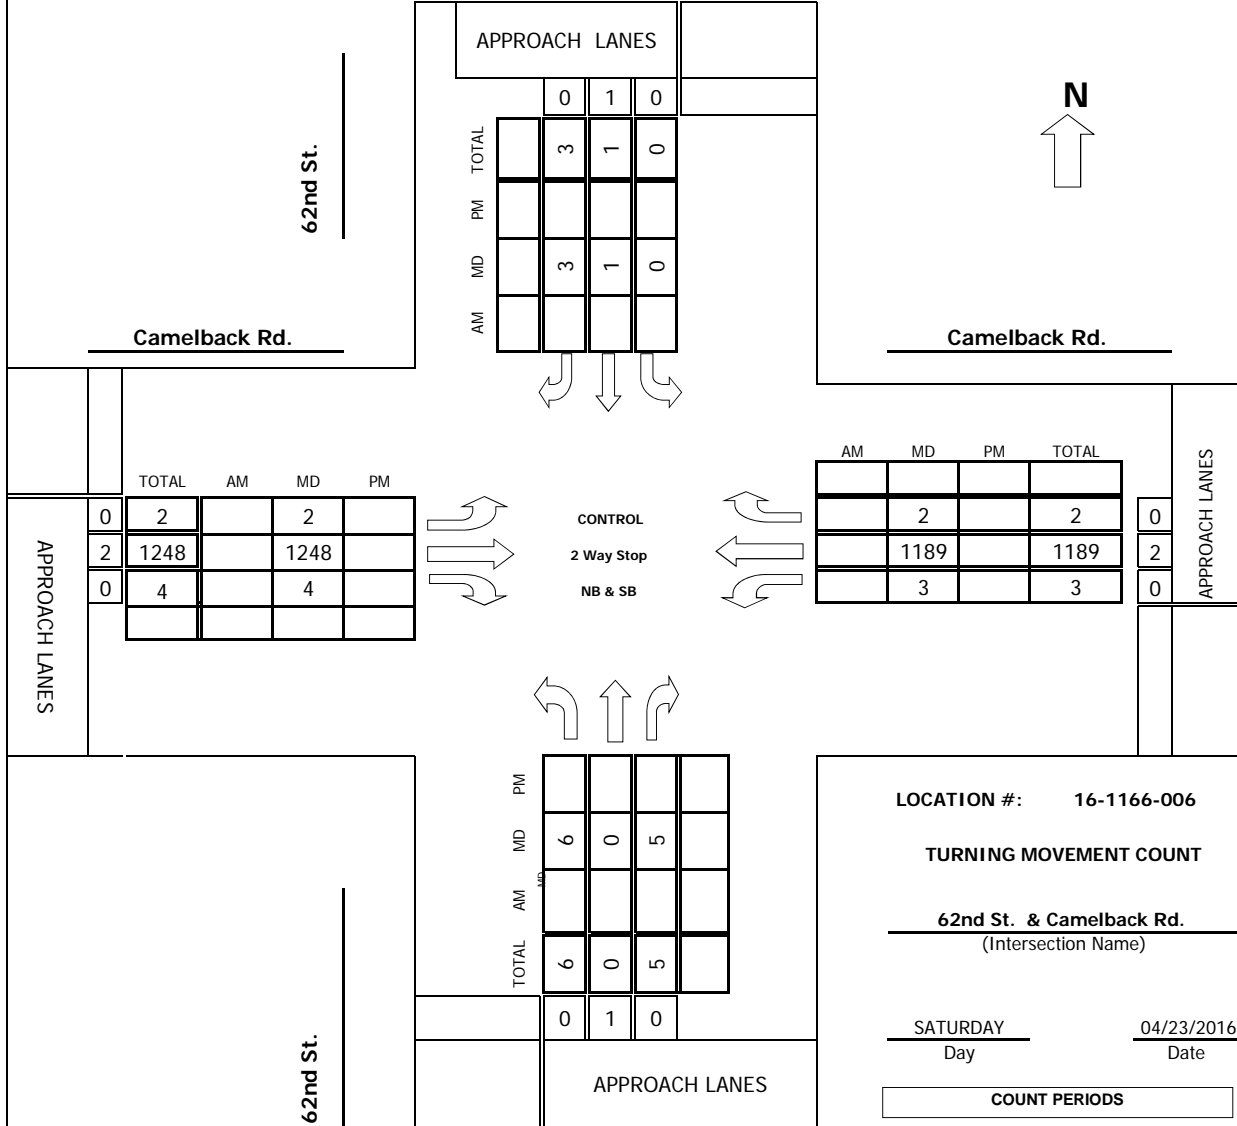 APPROACH LANES
0 1 0
N
TOTAL 3 1 0
PM
MD 3 1 0
AM
62nd St.
Camelback Rd.
Camelback Rd.
AM MD PM TOTAL
2 2 0
1189 1189 2
3 3 0
APPROACH LANES
TOTAL AM MD PM
0 2 2
2 1248 1248
0 4 4
APPROACH LANES
CONTROL
2 Way Stop
NB & SB
PM
MD 6 0 5
MD
AM
TOTAL 6 0 5
0 1 0
APPROACH LANES
62nd St.
LOCATION #: 16-1166-006
TURNING MOVEMENT COUNT
62nd St. & Camelback Rd.
(Intersection Name)
SATURDAY 04/23/2016
Day Date
COUNT PERIODS